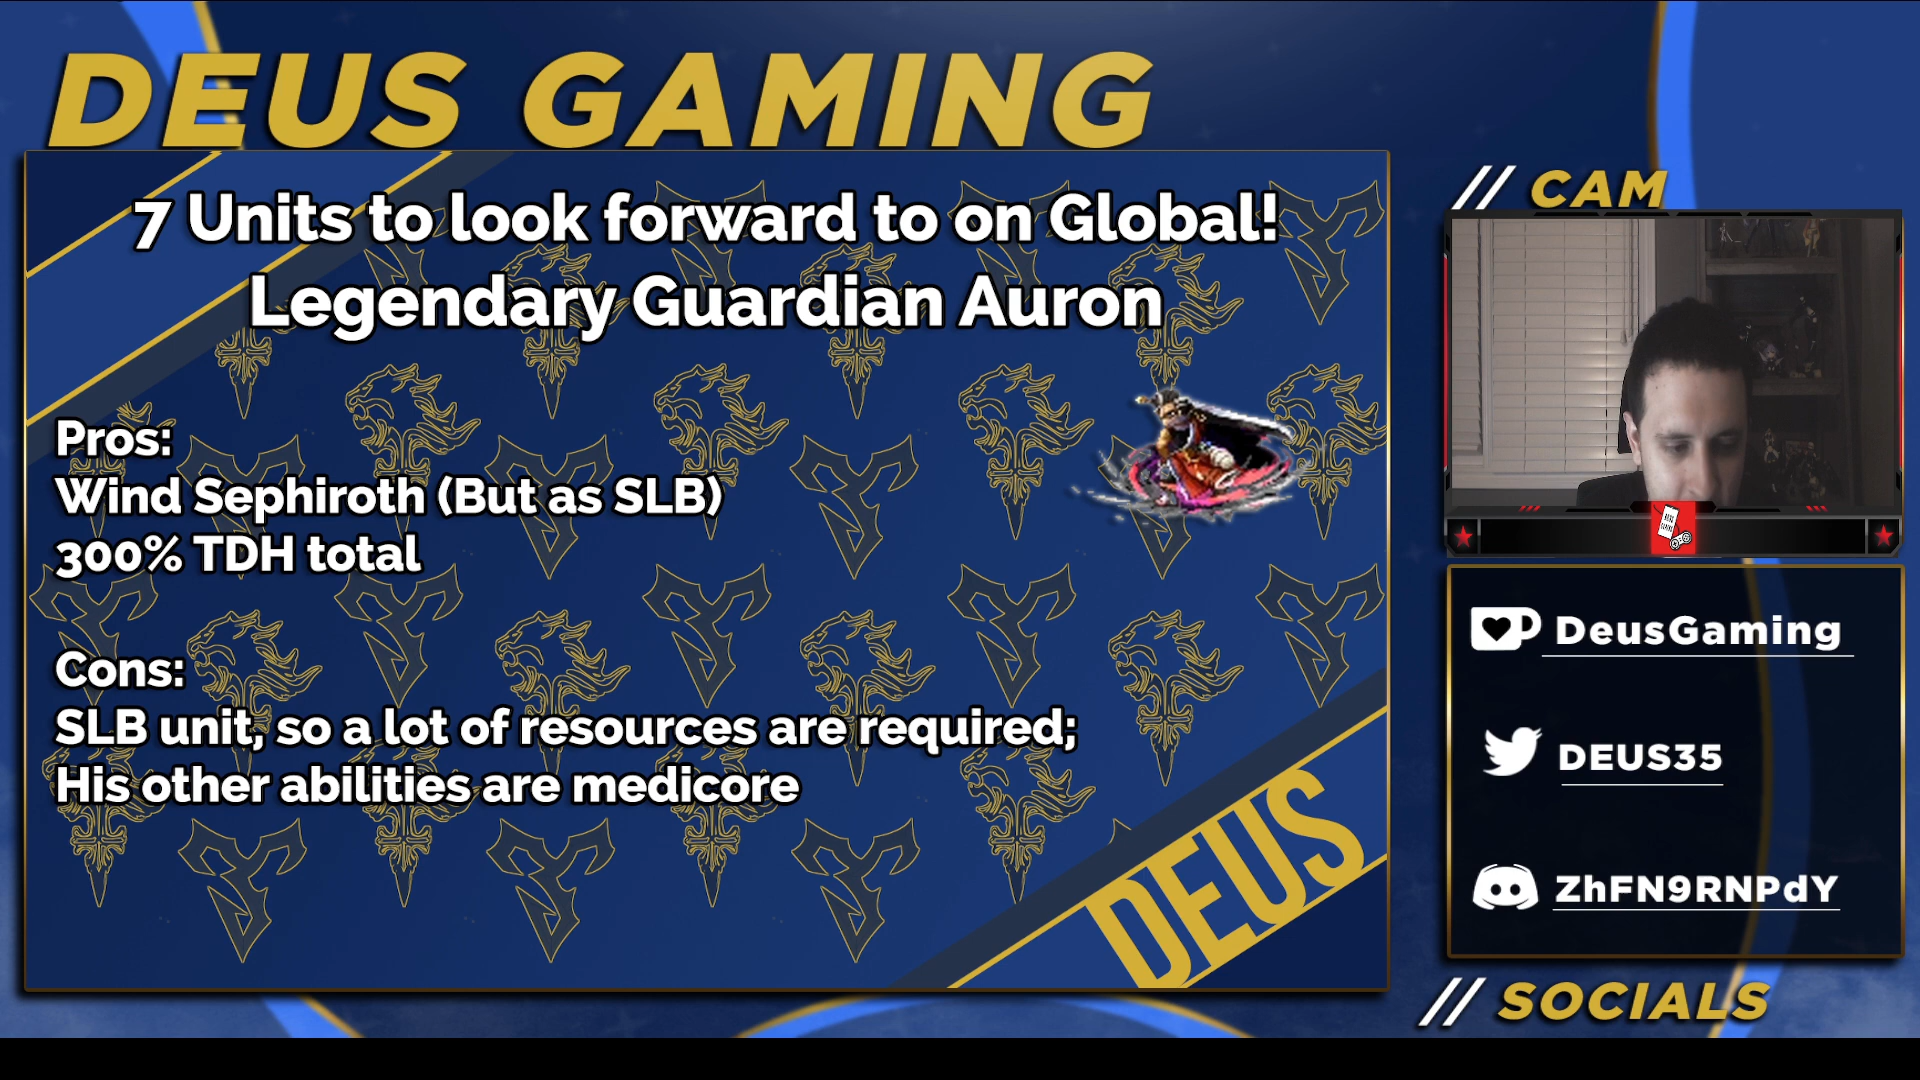 DEUS GAMING
7 Units to look forward to on Global!
Legendary Guardian Auron
Pros:
Wind Sephiroth (But as SLB)
300% TDH total
Cons:
SLB unit, so a lot of resources are required;
His other abilities are medicore
DEUS
// CAM
DeusGaming
DEUS35
ZhFN9RNPdY
// SOCIALS